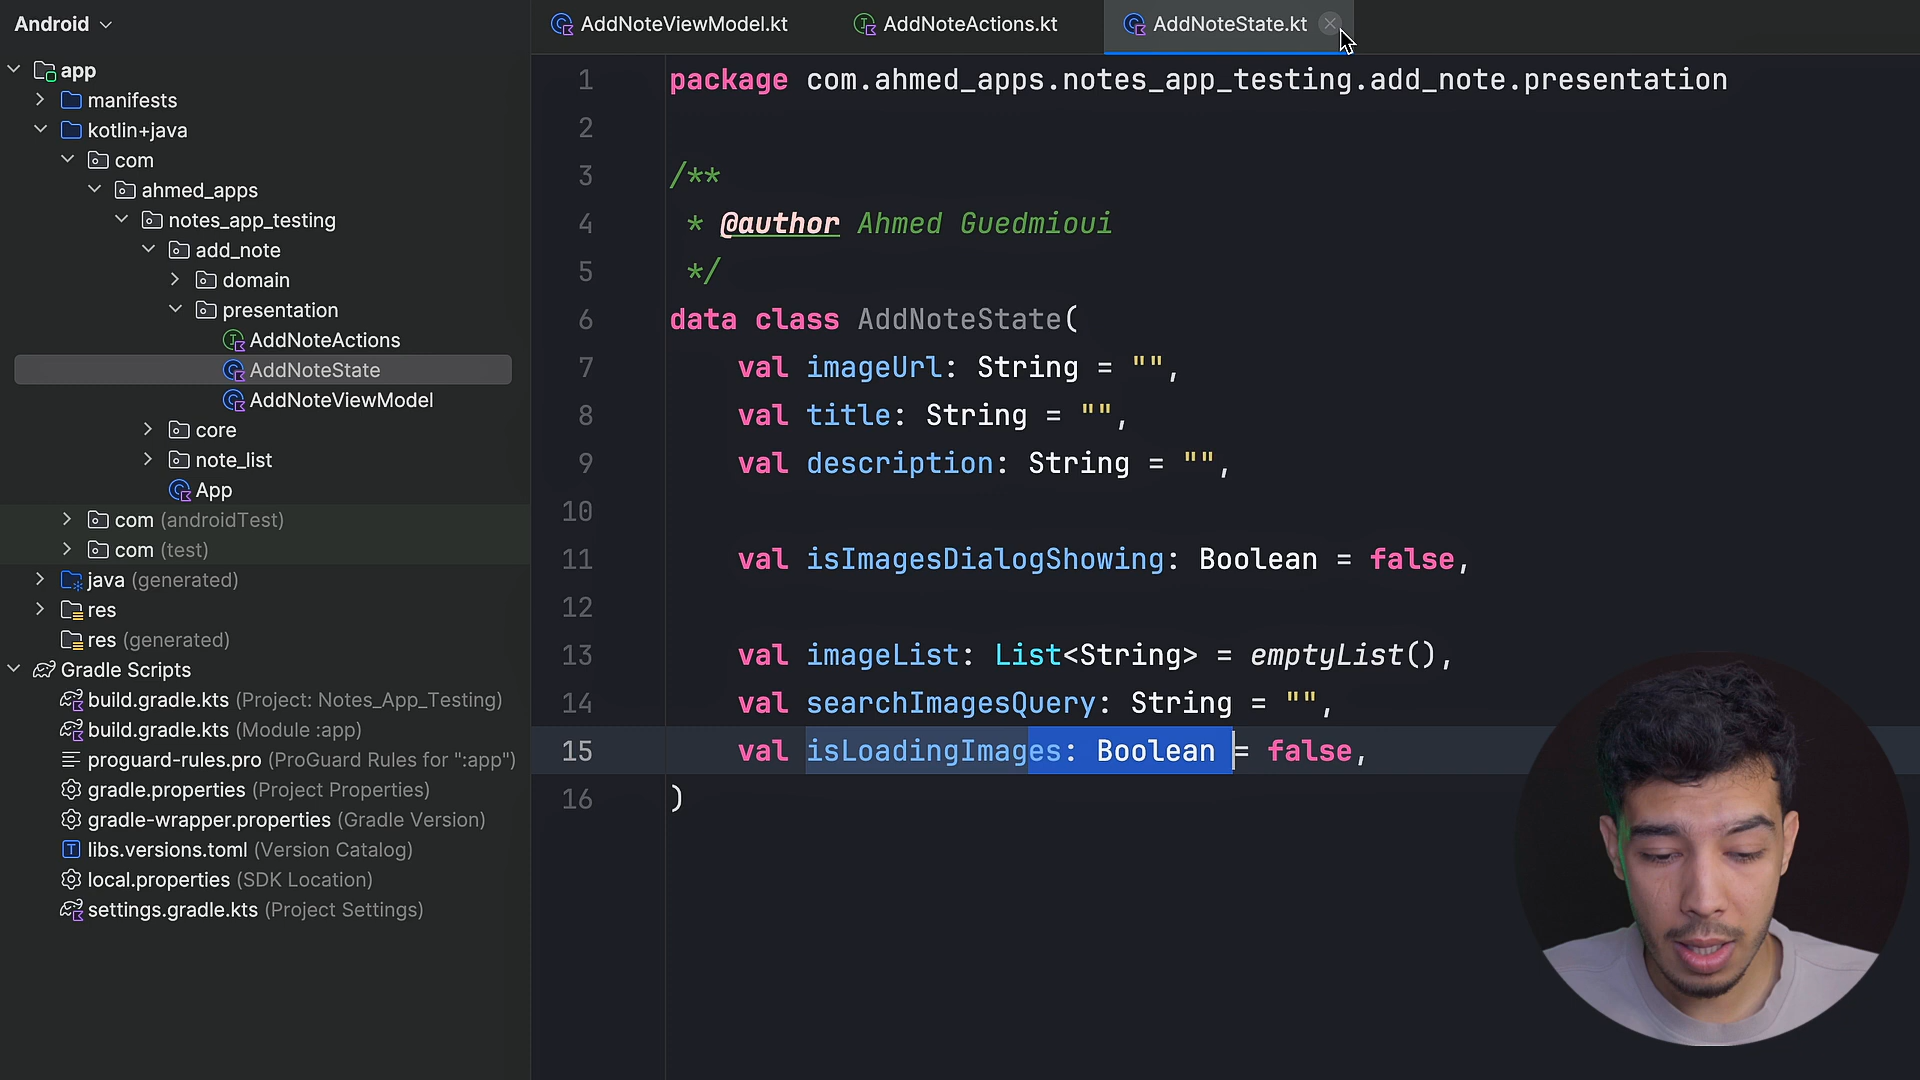 Android
app
manifests
kotlin+java
com
ahmed_apps
notes_app_testing
add_note
domain
presentation
AddNoteActions
AddNoteState
AddNoteViewModel
core
note_list
App
com (androidTest)
com (test)
java (generated)
res
res (generated)
Gradle Scripts
build.gradle.kts (Project: Notes_App_Testing)
build.gradle.kts (Module :app)
proguard-rules.pro (ProGuard Rules for ":app")
gradle.properties (Project Properties)
gradle-wrapper.properties (Gradle Version)
libs.versions.toml (Version Catalog)
local.properties (SDK Location)
settings.gradle.kts (Project Settings)
AddNoteViewModel.kt AddNoteActions.kt AddNoteState.kt
1 package com.ahmed_apps.notes_app_testing.add_note.presentation
2
3 /**
4 * @author Ahmed Guedmioui
5 */
6 data class AddNoteState(
7 val imageUrl: String = "",
8 val title: String = "",
9 val description: String = "",
10
11 val isImagesDialogShowing: Boolean = false,
12
13 val imageList: List<String> = emptyList(),
14 val searchImagesQuery: String = "",
15 val isLoadingImages: Boolean = false,
16 )